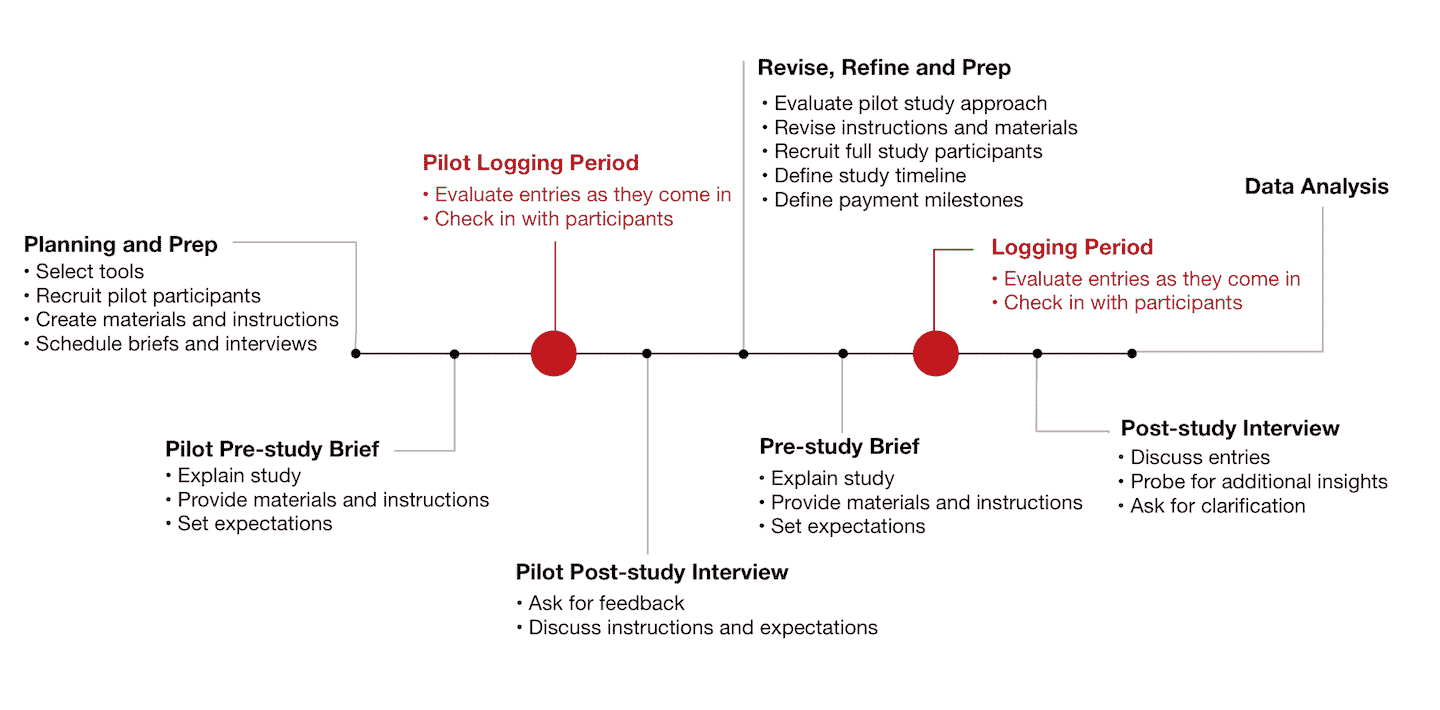 Planning and Prep
• Select tools
• Recruit pilot participants
• Create materials and instructions
• Schedule briefs and interviews
Pilot Pre-study Brief
• Explain study
• Provide materials and instructions
• Set expectations
Pilot Logging Period
• Evaluate entries as they come in
• Check in with participants
Pilot Post-study Interview
• Ask for feedback
• Discuss instructions and expectations
Revise, Refine and Prep
• Evaluate pilot study approach
• Revise instructions and materials
• Recruit full study participants
• Define study timeline
• Define payment milestones
Pre-study Brief
• Explain study
• Provide materials and instructions
• Set expectations
Logging Period
• Evaluate entries as they come in
• Check in with participants
Post-study Interview
• Discuss entries
• Probe for additional insights
• Ask for clarification
Data Analysis